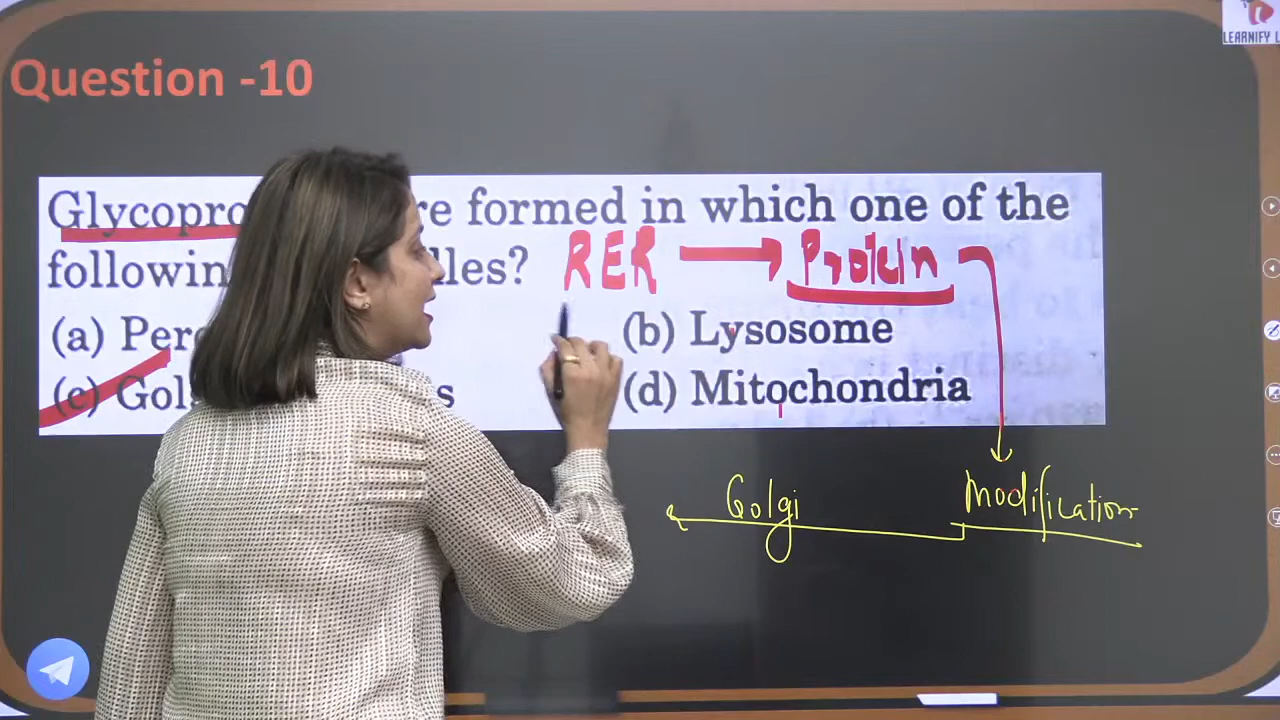 Question -10
LEARNIFY L
Glycopro re formed in which one of the
followin lles? RER Protein
(a) Per (b) Lysosome
(c) Gol s (d) Mitochondria
Golgi Modification